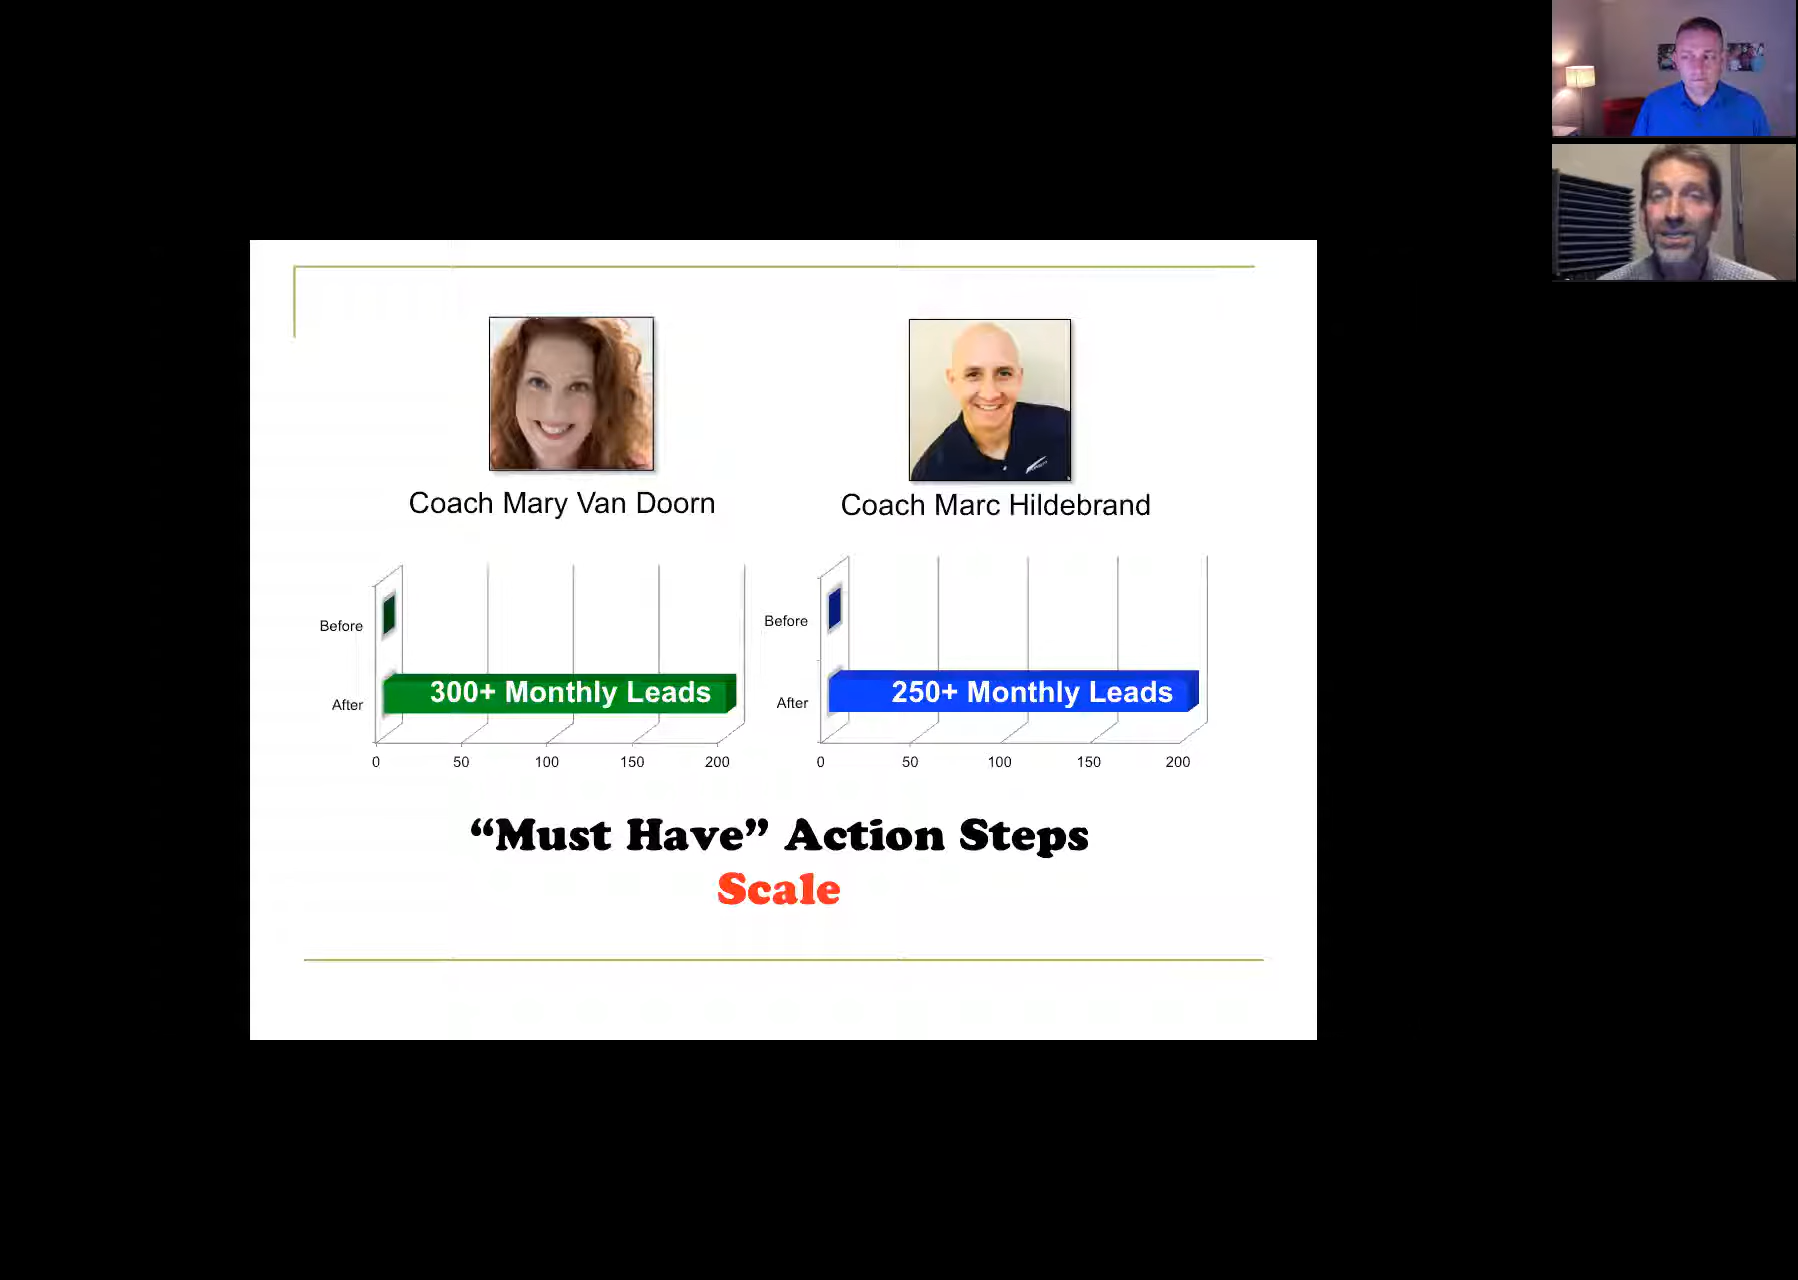 Coach Mary Van Doorn
Coach Marc Hildebrand
Before
300+ Monthly Leads
After
0 50 100 150 200
Before
250+ Monthly Leads
After
0 50 100 150 200
“Must Have” Action Steps
Scale